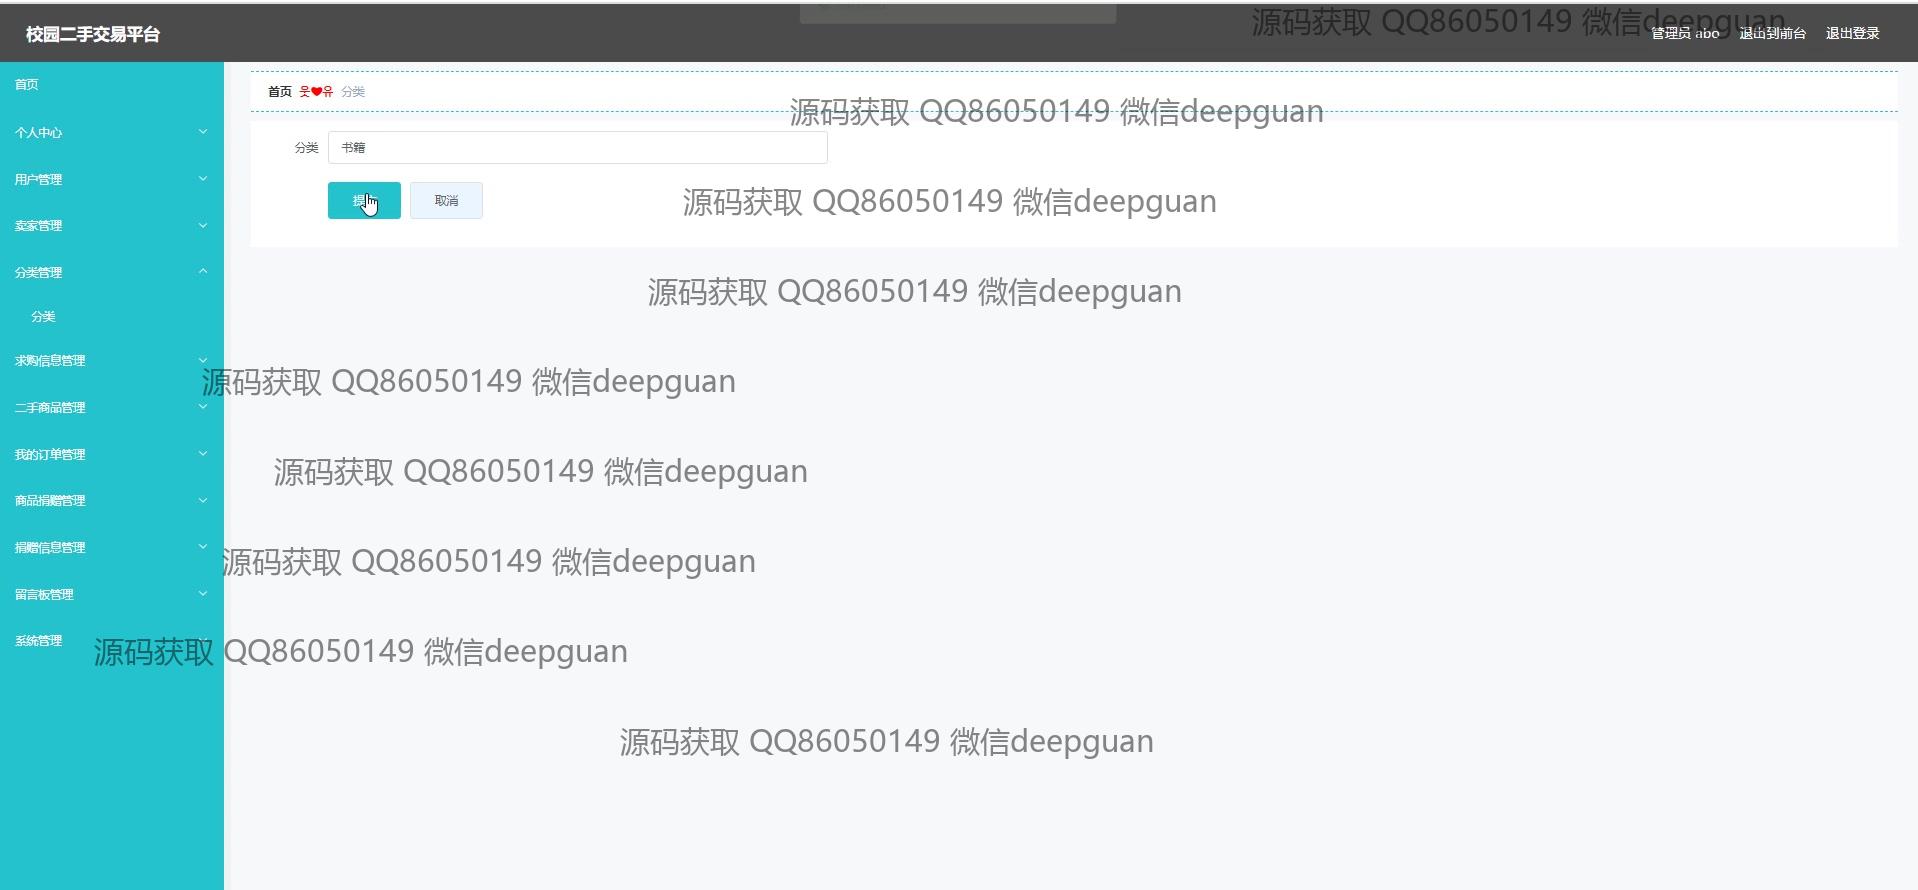 校园二手交易平台
源码获取 QQ86050149 微信deepguan
管理员 abo 退出到前台 退出登录
首页
个人中心
用户管理
卖家管理
分类管理
分类
求购信息管理
二手商品管理
我的订单管理
商品捐赠管理
捐赠信息管理
留言板管理
系统管理
首页 웃❤유 分类
源码获取 QQ86050149 微信deepguan
分类 书籍
提 取消
源码获取 QQ86050149 微信deepguan
源码获取 QQ86050149 微信deepguan
源码获取 QQ86050149 微信deepguan
源码获取 QQ86050149 微信deepguan
源码获取 QQ86050149 微信deepguan
源码获取 QQ86050149 微信deepguan
源码获取 QQ86050149 微信deepguan